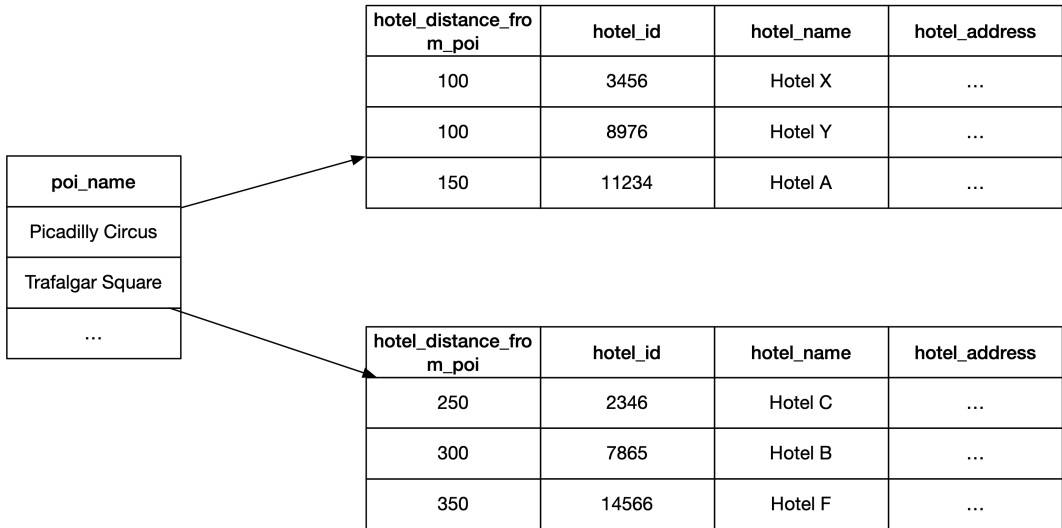 hotel_distance_fro
m_poi
hotel_id
hotel_name
hotel_address
100
3456
Hotel X
...
100
8976
Hotel Y
...
150
11234
Hotel A
...
poi_name
Picadilly Circus
Trafalgar Square
...
hotel_distance_fro
m_poi
hotel_id
hotel_name
hotel_address
250
2346
Hotel C
...
300
7865
Hotel B
...
350
14566
Hotel F
...